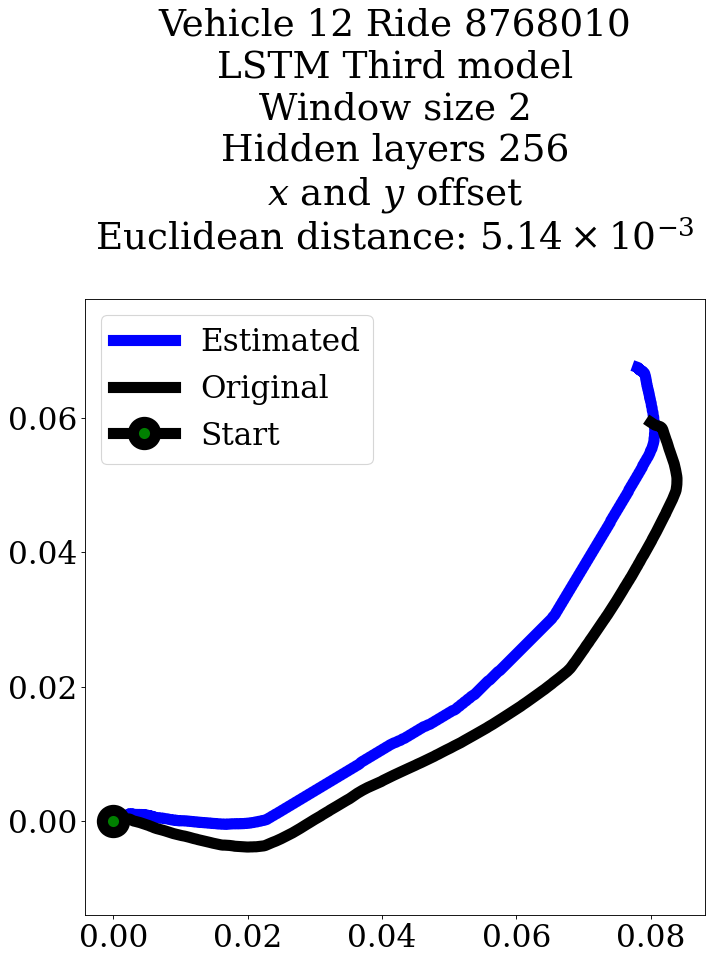 Vehicle 12 Ride 8768010
LSTM Third model
Window size 2
Hidden layers 256
x and y offset
Euclidean distance: 5.14 × 10⁻³
Estimated
Original
Start
0.06
0.04
0.02
0.00
0.00 0.02 0.04 0.06 0.08